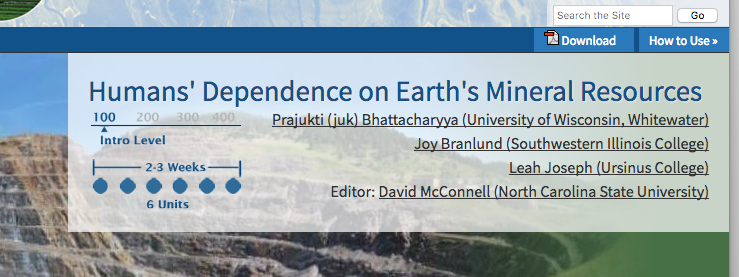 Search the Site Go
Download How to Use »
Humans' Dependence on Earth's Mineral Resources
100 200 300 400
Intro Level
2-3 Weeks
6 Units
Prajukti (juk) Bhattacharyya (University of Wisconsin, Whitewater)
Joy Branlund (Southwestern Illinois College)
Leah Joseph (Ursinus College)
Editor: David McConnell (North Carolina State University)